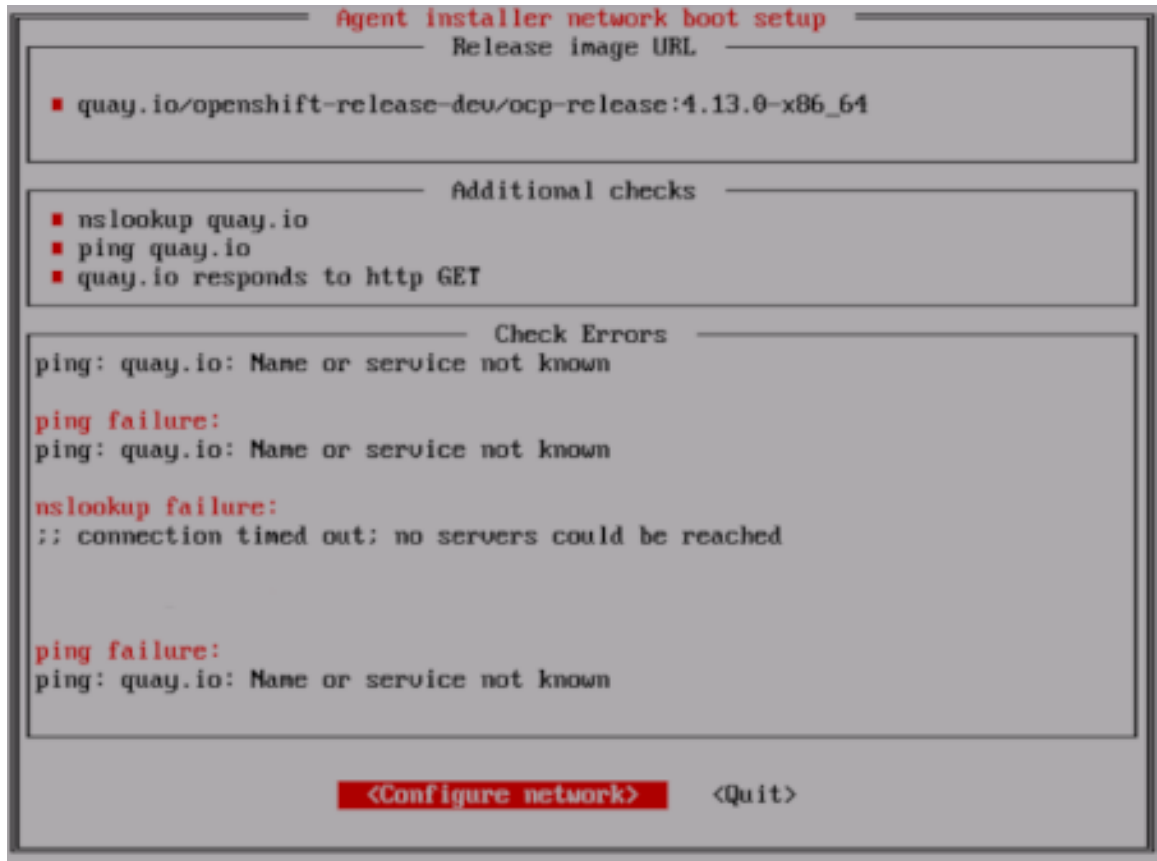 Agent installer network boot setup
Release image URL
quay.io/openshift-release-dev/ocp-release:4.13.0-x86_64
Additional checks
nslookup quay.io
ping quay.io
quay.io responds to http GET
Check Errors
ping: quay.io: Name or service not known
ping failure:
ping: quay.io: Name or service not known
nslookup failure:
;; connection timed out; no servers could be reached
ping failure:
ping: quay.io: Name or service not known
<Configure network> <Quit>